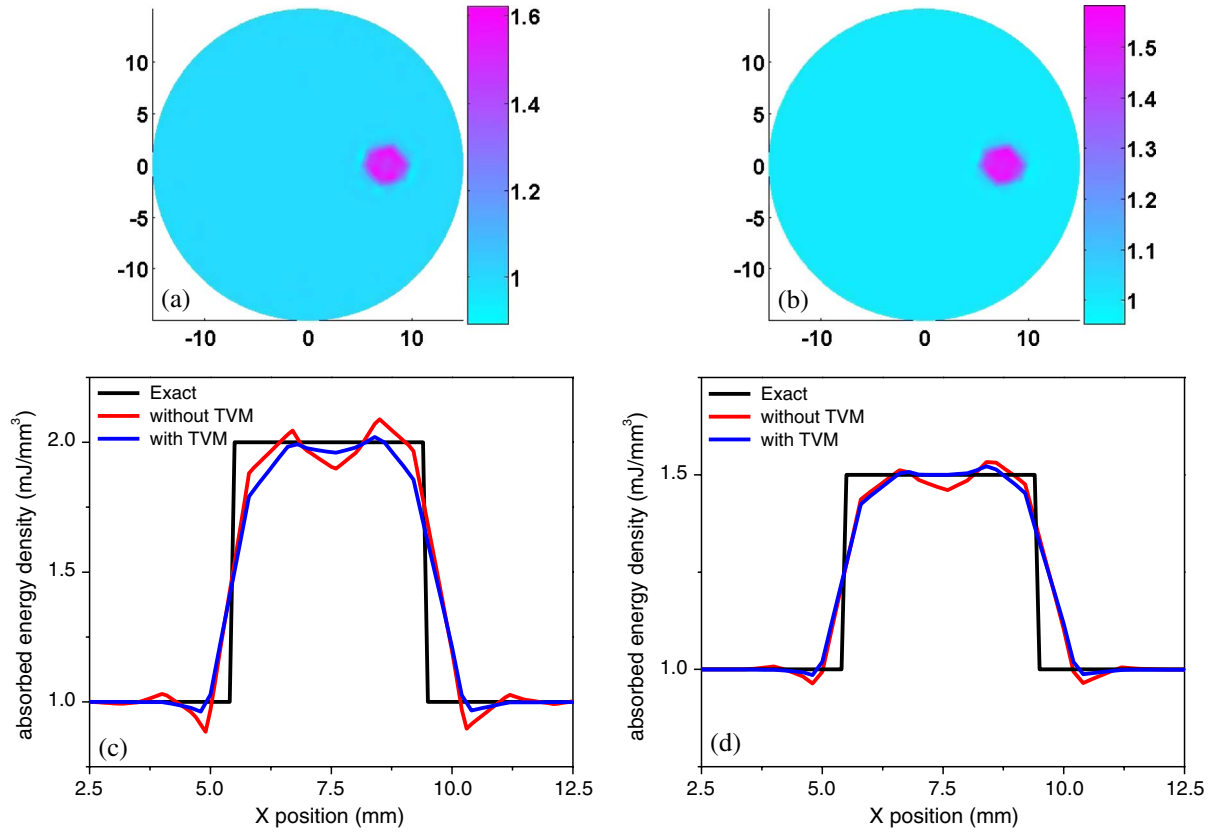 15
10
5
0
-5
-10
(a)
-10 0 10
1.6
1.4
1.2
1
15
10
5
0
-5
-10
(b)
-10 0 10
1.5
1.4
1.3
1.2
1.1
1
Exact
without TVM
with TVM
absorbed energy density (mJ/mm³)
2.0
1.5
1.0
(c)
2.5 5.0 7.5 10.0 12.5
X position (mm)
Exact
without TVM
with TVM
absorbed energy density (mJ/mm³)
1.5
1.0
(d)
2.5 5.0 7.5 10.0 12.5
X position (mm)